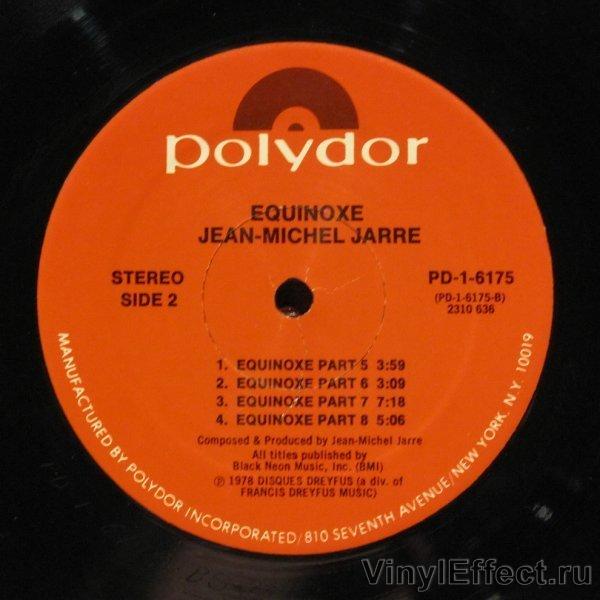 polydor
EQUINOXE
JEAN-MICHEL JARRE
STEREO
SIDE 2
PD-1-6175
(PD-1-6175-B)
2310 636
1. EQUINOXE PART 5 3:59
2. EQUINOXE PART 6 3:09
3. EQUINOXE PART 7 7:18
4. EQUINOXE PART 8 5:06
Composed & Produced by Jean-Michel Jarre
All titles published by
Black Neon Music, Inc. (BMI)
℗ 1978 DISQUES DREYFUS (a div. of
FRANCIS DREYFUS MUSIC)
MANUFACTURED BY POLYDOR INCORPORATED/810 SEVENTH AVENUE/NEW YORK. N.Y. 10019
VinylEffect.ru